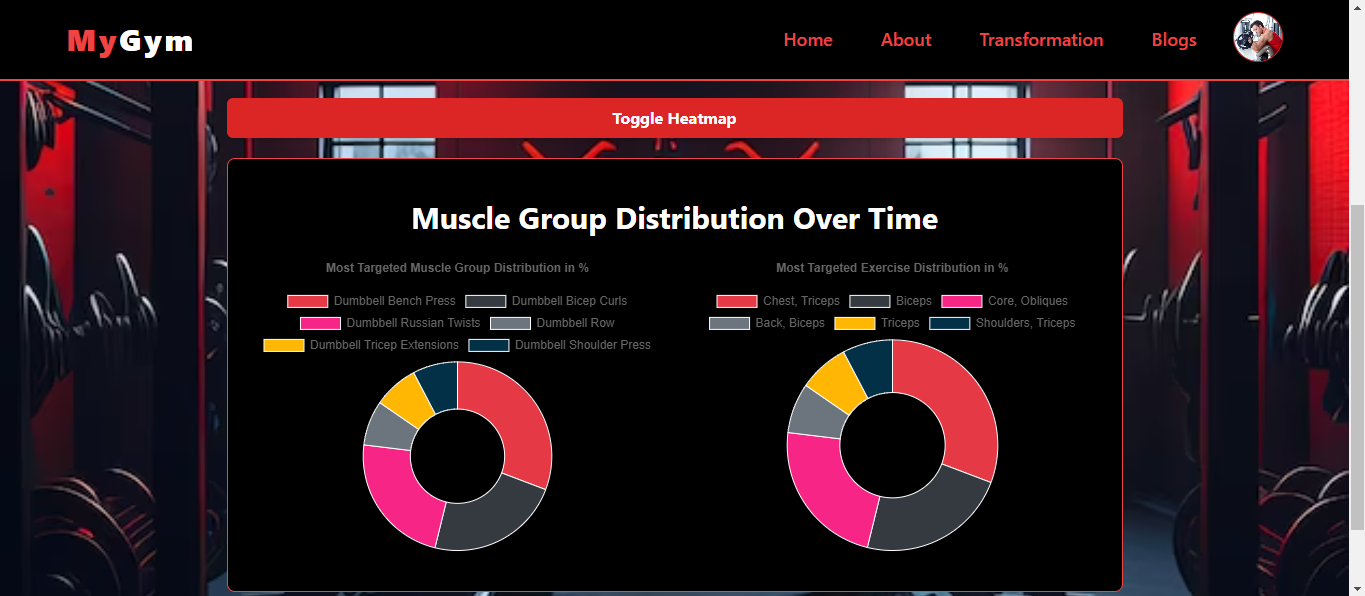 MyGym
Home About Transformation Blogs
Toggle Heatmap
Muscle Group Distribution Over Time
Most Targeted Muscle Group Distribution in %
Dumbbell Bench Press Dumbbell Bicep Curls
Dumbbell Russian Twists Dumbbell Row
Dumbbell Tricep Extensions Dumbbell Shoulder Press
Most Targeted Exercise Distribution in %
Chest, Triceps Biceps Core, Obliques
Back, Biceps Triceps Shoulders, Triceps